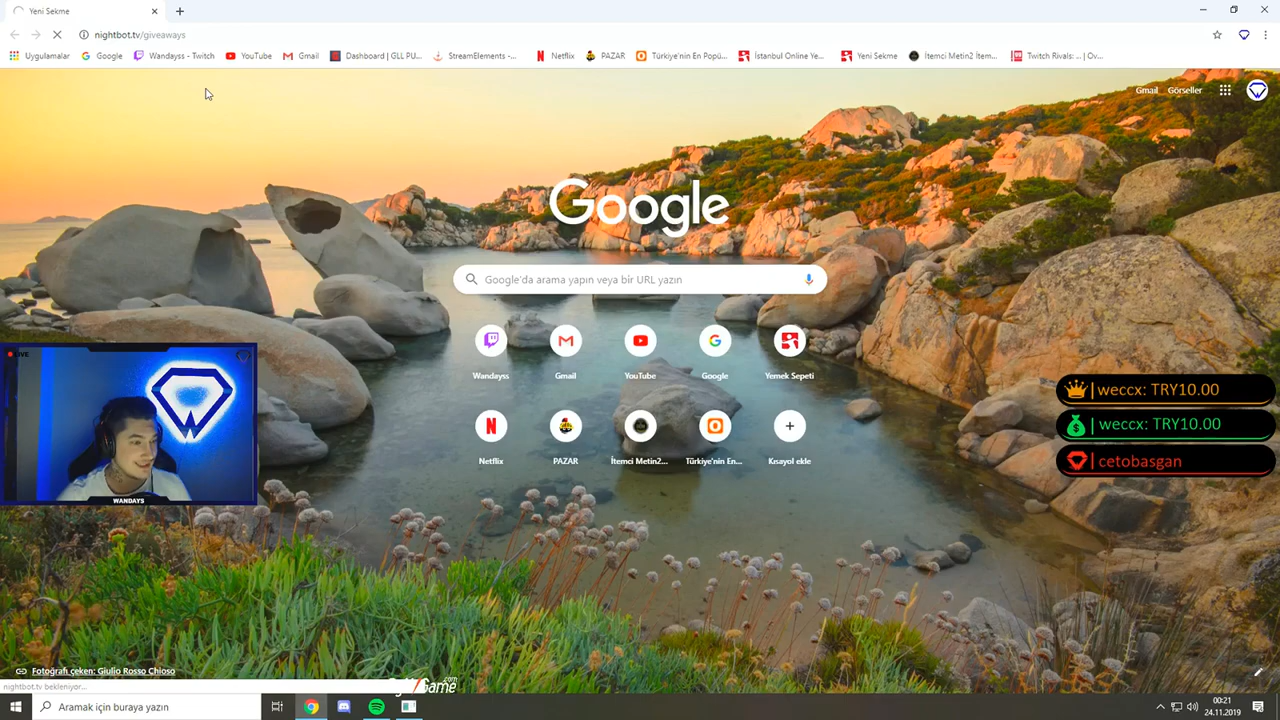 Yeni Sekme
nightbot.tv/giveaways
Uygulamalar
Google
Wandayss - Twitch
YouTube
Gmail
Dashboard | GLL PU...
StreamElements -...
Netflix
PAZAR
Türkiye'nin En Popü...
İstanbul Online Ye...
Yeni Sekme
İtemci Metin2 İtem...
Twitch Rivals: ... | Ov...
Gmail
Görseller
Google
Google'da arama yapın veya bir URL yazın
Wandayss
Gmail
YouTube
Google
Yemek Sepeti
Netflix
PAZAR
İtemci Metin2...
Türkiye'nin En...
Kısayol ekle
LIVE
WANDAYS
weccx: TRY10.00
weccx: TRY10.00
cetobasgan
Fotoğrafı çeken: Giulio Rosso Chioso
nightbot.tv bekleniyor...
Aramak için buraya yazın
00:21
24.11.2019